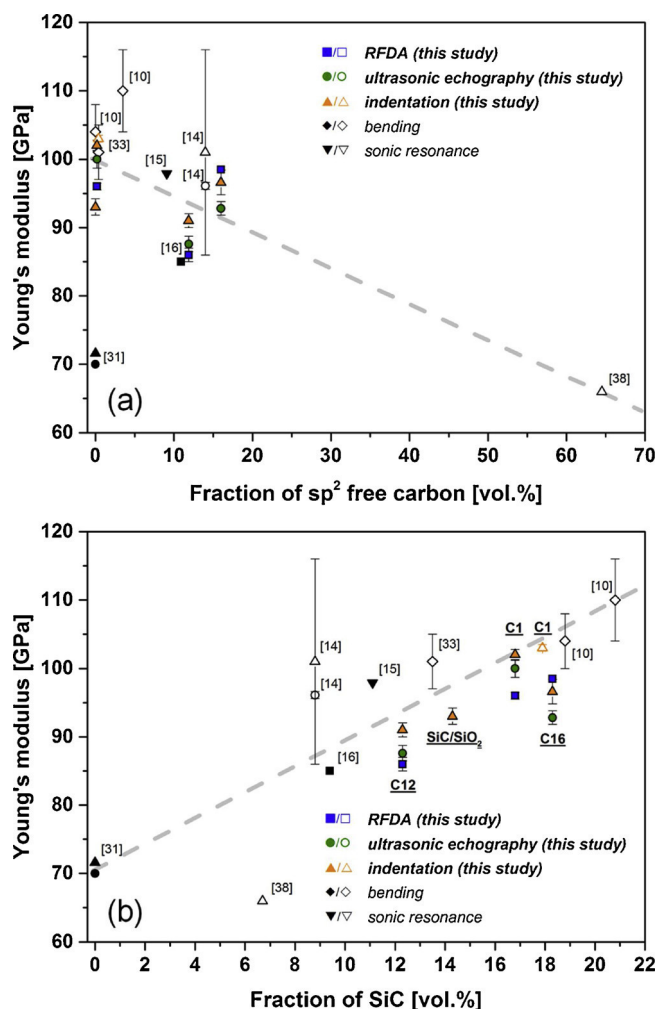 120
110
100
90
80
70
60
Young's modulus [GPa]
RFDA (this study)
ultrasonic echography (this study)
indentation (this study)
bending
sonic resonance
[10]
[10]
[33]
[15]
[14]
[14]
[16]
[31]
[38]
(a)
0 10 20 30 40 50 60 70
Fraction of sp² free carbon [vol.%]
120
110
100
90
80
70
60
Young's modulus [GPa]
[10]
C1 C1
[14]
[33]
[10]
[15]
[14]
SiC/SiO₂
C16
[16]
C12
[31]
[38]
RFDA (this study)
ultrasonic echography (this study)
indentation (this study)
bending
sonic resonance
(b)
0 2 4 6 8 10 12 14 16 18 20 22
Fraction of SiC [vol.%]